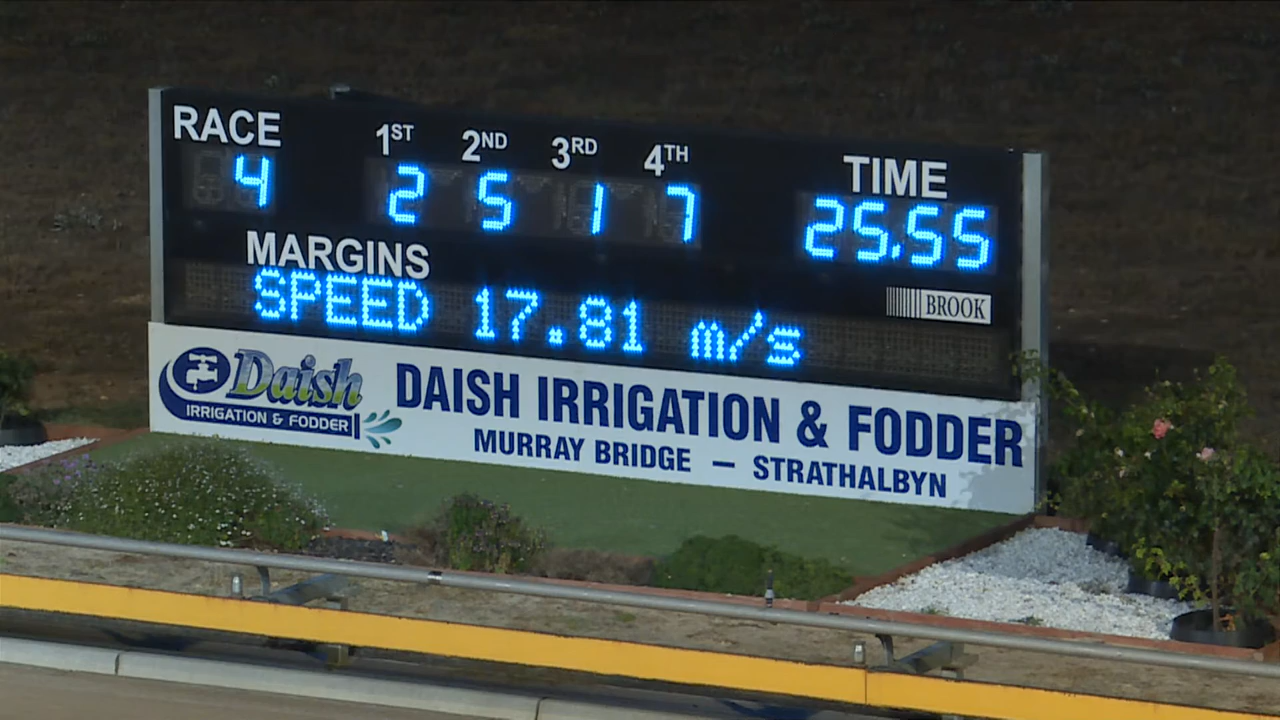 RACE 1ST 2ND 3RD 4TH TIME
4 2 5 1 7 25.55
MARGINS
SPEED 17.81 m/s
BROOK
Daish
IRRIGATION & FODDER
DAISH IRRIGATION & FODDER
MURRAY BRIDGE – STRATHALBYN